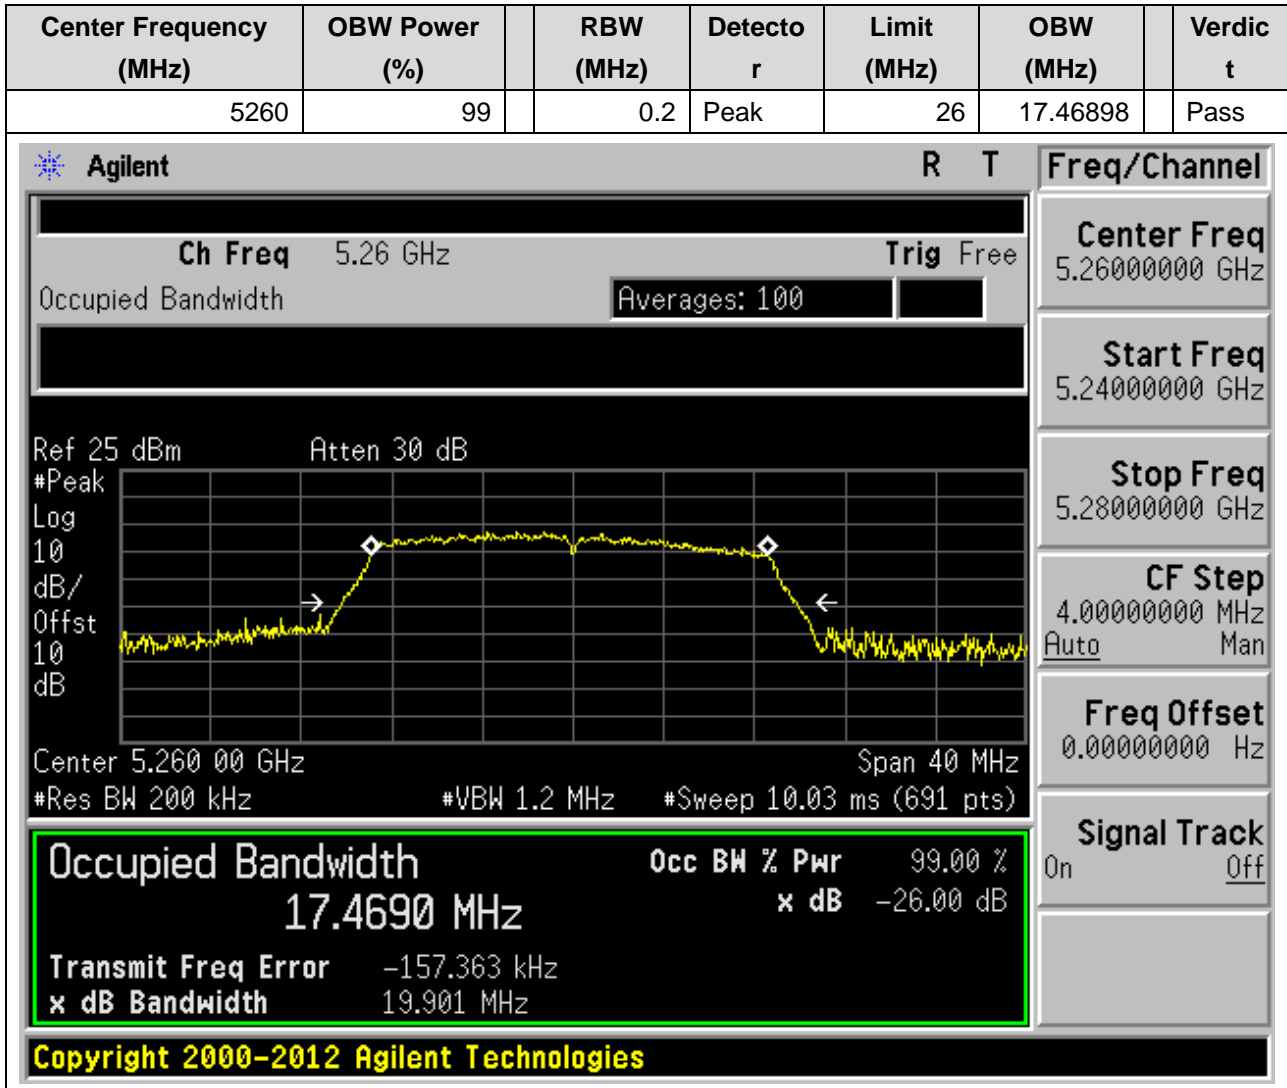 Center Frequency OBW Power RBW Detecto Limit OBW Verdic
(MHz) (%) (MHz) r (MHz) (MHz) t
5260 99 0.2 Peak 26 17.46898 Pass
Agilent R T Freq/Channel
Ch Freq 5.26 GHz Trig Free
Occupied Bandwidth Averages: 100
Center Freq
5.26000000 GHz
Start Freq
5.24000000 GHz
Stop Freq
5.28000000 GHz
CF Step
4.00000000 MHz
Auto Man
Freq Offset
0.00000000 Hz
Signal Track
On Off
Ref 25 dBm Atten 30 dB
#Peak
Log
10
dB/
Offst
10
dB
Center 5.260 00 GHz Span 40 MHz
#Res BW 200 kHz #VBW 1.2 MHz #Sweep 10.03 ms (691 pts)
Occupied Bandwidth Occ BW % Pwr 99.00 %
17.4690 MHz x dB -26.00 dB
Transmit Freq Error -157.363 kHz
x dB Bandwidth 19.901 MHz
Copyright 2000-2012 Agilent Technologies